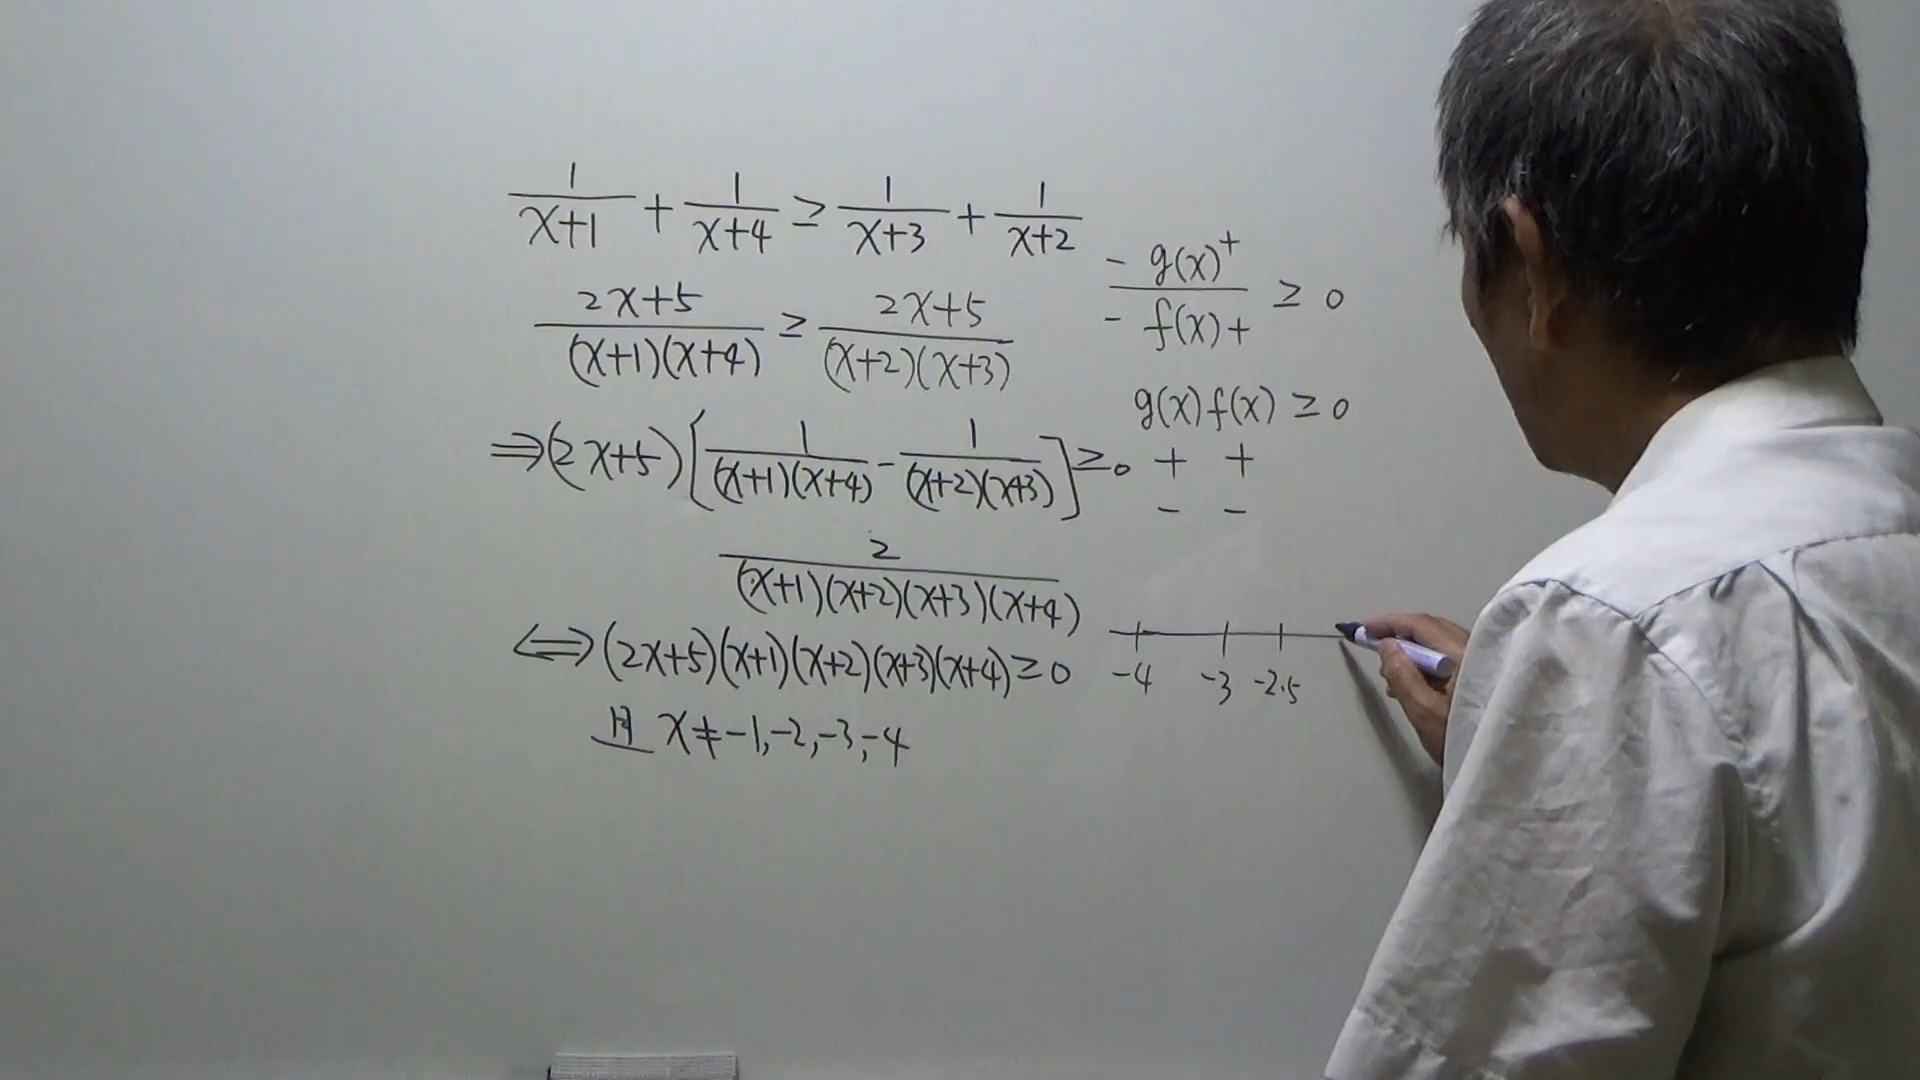 1/(x+1) + 1/(x+4) ≥ 1/(x+3) + 1/(x+2)
(2x+5)/((x+1)(x+4)) ≥ (2x+5)/((x+2)(x+3))
- g(x)+ / - f(x)+ ≥ 0
g(x)f(x) ≥ 0
+ +
- -
⇒(2x+5)[1/((x+1)(x+4)) - 1/((x+2)(x+3))]≥0
2/((x+1)(x+2)(x+3)(x+4))
⇔(2x+5)(x+1)(x+2)(x+3)(x+4)≥0
且 x≠-1,-2,-3,-4
-4 -3 -2.5